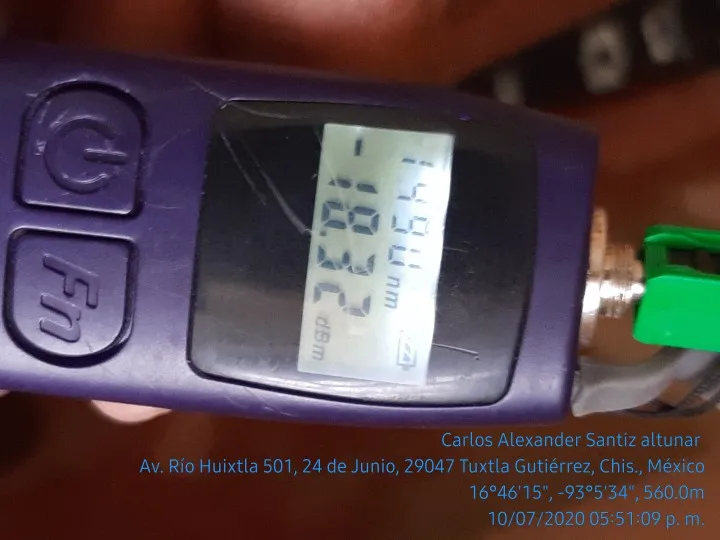 1490 nm
-18.32 dBm
Fn
Carlos Alexander Santiz altunar
Av. Río Huixtla 501, 24 de Junio, 29047 Tuxtla Gutiérrez, Chis., México
16°46'15", -93°5'34", 560.0m
10/07/2020 05:51:09 p. m.